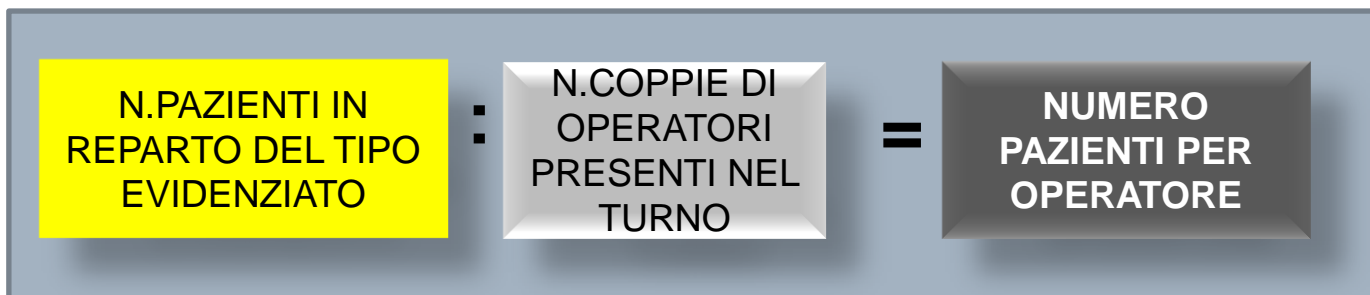 N.PAZIENTI IN
REPARTO DEL TIPO
EVIDENZIATO
:
N.COPPIE DI
OPERATORI
PRESENTI NEL
TURNO
=
NUMERO
PAZIENTI PER
OPERATORE